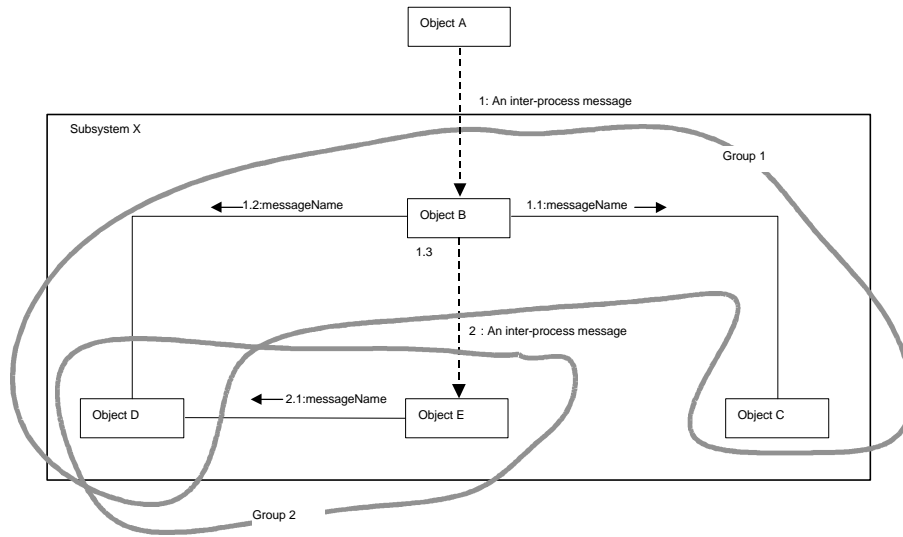 Object A
1: An inter-process message
Subsystem X
Group 1
1.2:messageName
Object B
1.1:messageName
1.3
2 : An inter-process message
2.1:messageName
Object D
Object E
Object C
Group 2